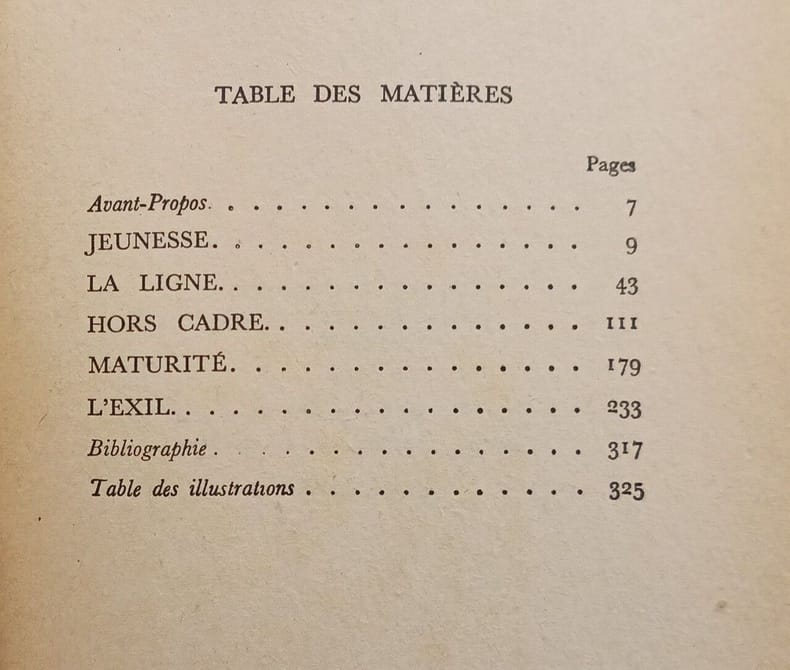 TABLE DES MATIÈRES
Pages
Avant-Propos. . . . . . . . . . . . . . . . 7
JEUNESSE. . . . . . . . . . . . . . . . 9
LA LIGNE. . . . . . . . . . . . . . . . 43
HORS CADRE. . . . . . . . . . . . . . 111
MATURITÉ. . . . . . . . . . . . . . . . 179
L'EXIL. . . . . . . . . . . . . . . . . . 233
Bibliographie . . . . . . . . . . . . . . . . 317
Table des illustrations . . . . . . . . . . . . 325